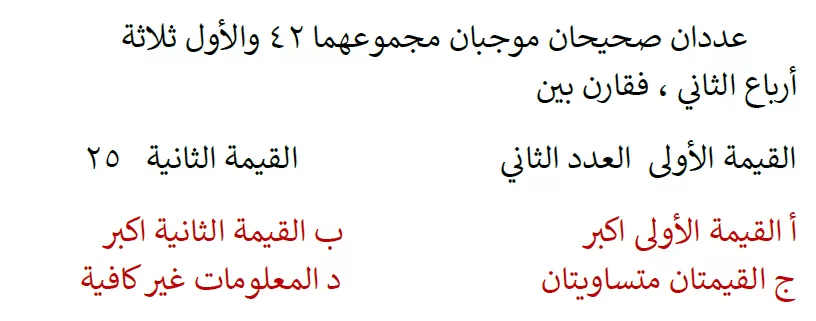 عددان صحيحان موجبان مجموعهما ٤٢ والأول ثلاثة
أرباع الثاني ، فقارن بين
القيمة الأولى العدد الثاني القيمة الثانية ٢٥
أ القيمة الأولى اكبر ب القيمة الثانية اكبر
ج القيمتان متساويتان د المعلومات غير كافية